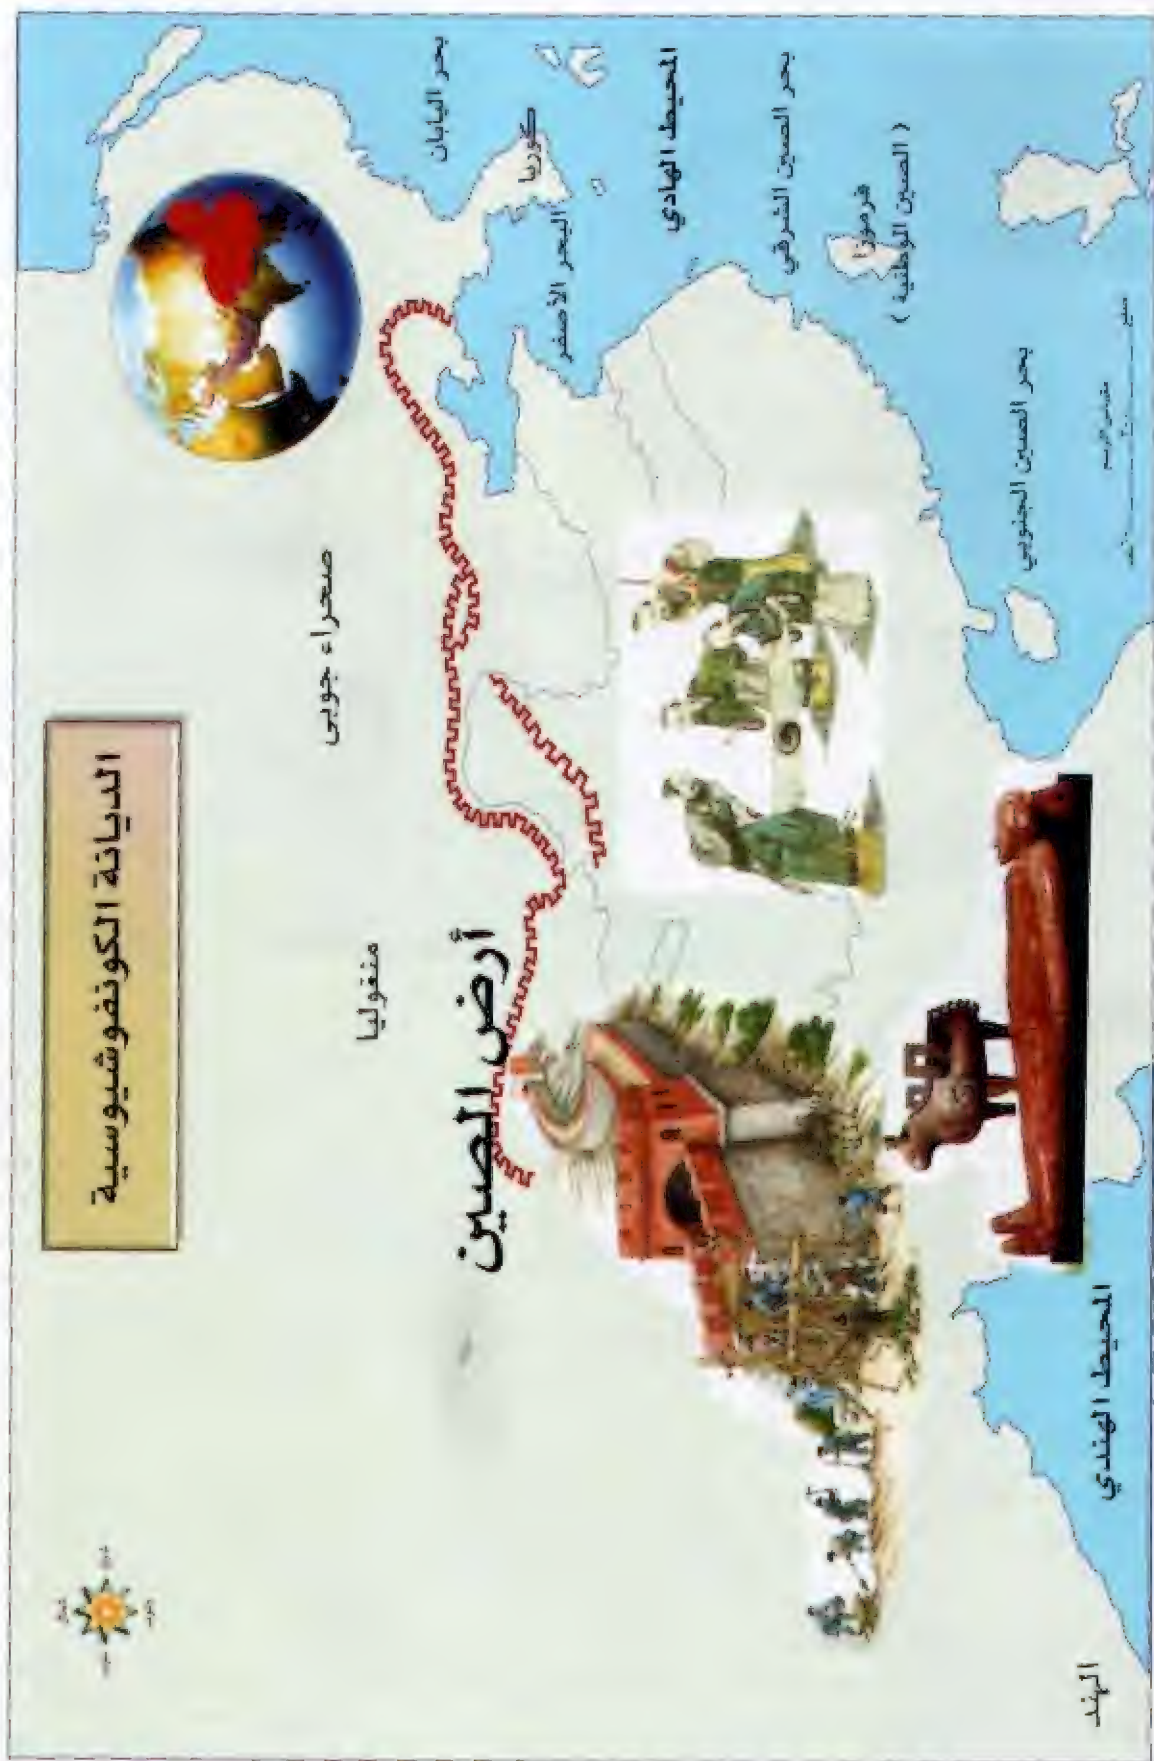 الديانة الكونفوشيوسية
صحراء جوبى
منغوليا
أرض الصين
بحر اليابان
كوريا
البحر الأصفر
المحيط الهادي
بحر الصين الشرقي
فرموزا
( الصين الوطنية )
بحر الصين الجنوبي
المحيط الهندي
الهند